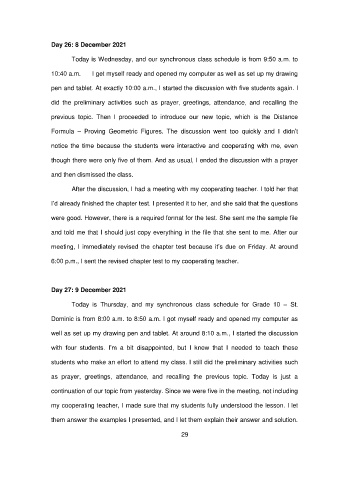 Day 26: 8 December 2021
Today is Wednesday, and our synchronous class schedule is from 9:50 a.m. to
10:40 a.m. I get myself ready and opened my computer as well as set up my drawing
pen and tablet. At exactly 10:00 a.m., I started the discussion with five students again. I
did the preliminary activities such as prayer, greetings, attendance, and recalling the
previous topic. Then I proceeded to introduce our new topic, which is the Distance
Formula – Proving Geometric Figures. The discussion went too quickly and I didn't
notice the time because the students were interactive and cooperating with me, even
though there were only five of them. And as usual, I ended the discussion with a prayer
and then dismissed the class.
After the discussion, I had a meeting with my cooperating teacher. I told her that
I'd already finished the chapter test. I presented it to her, and she said that the questions
were good. However, there is a required format for the test. She sent me the sample file
and told me that I should just copy everything in the file that she sent to me. After our
meeting, I immediately revised the chapter test because it's due on Friday. At around
6:00 p.m., I sent the revised chapter test to my cooperating teacher.
Day 27: 9 December 2021
Today is Thursday, and my synchronous class schedule for Grade 10 – St.
Dominic is from 8:00 a.m. to 8:50 a.m. I got myself ready and opened my computer as
well as set up my drawing pen and tablet. At around 8:10 a.m., I started the discussion
with four students. I'm a bit disappointed, but I know that I needed to teach these
students who make an effort to attend my class. I still did the preliminary activities such
as prayer, greetings, attendance, and recalling the previous topic. Today is just a
continuation of our topic from yesterday. Since we were five in the meeting, not including
my cooperating teacher, I made sure that my students fully understood the lesson. I let
them answer the examples I presented, and I let them explain their answer and solution.
29